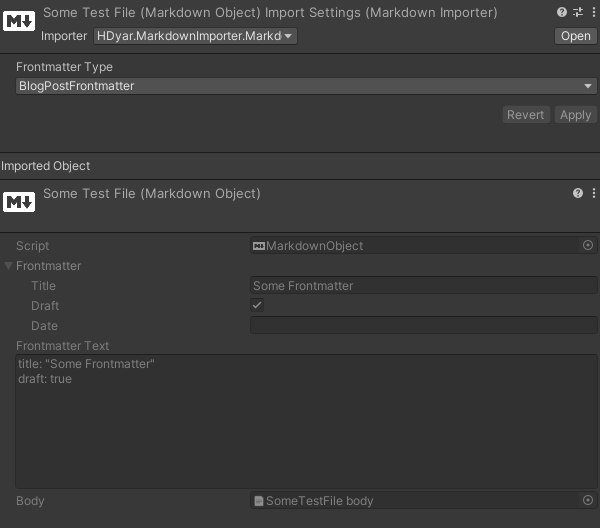 Some Test File (Markdown Object) Import Settings (Markdown Importer)
Importer HDyar.MarkdownImporter.Markd Open
Frontmatter Type
BlogPostFrontmatter
Revert Apply
Imported Object
Some Test File (Markdown Object)
Script MarkdownObject
Frontmatter
Title Some Frontmatter
Draft
Date
Frontmatter Text
title: "Some Frontmatter"
draft: true
Body SomeTestFile body